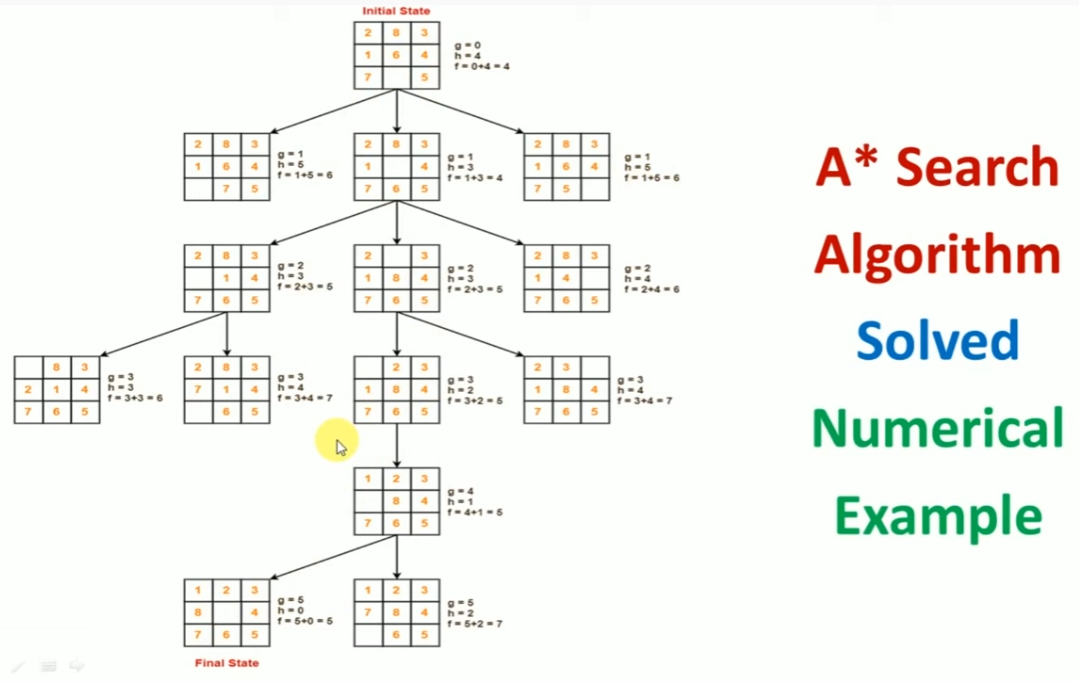 Initial State
2 8 3
1 6 4
7 5
g = 0
h = 4
f = 0+4 = 4
2 8 3
1 6 4
7 5
g = 1
h = 5
f = 1+5 = 6
2 8 3
1 4
7 6 5
g = 1
h = 3
f = 1+3 = 4
2 8 3
1 6 4
7 5
g = 1
h = 5
f = 1+5 = 6
2 8 3
1 4
7 6 5
g = 2
h = 3
f = 2+3 = 5
2 3
1 8 4
7 6 5
g = 2
h = 3
f = 2+3 = 5
2 8 3
1 4
7 6 5
g = 2
h = 4
f = 2+4 = 6
8 3
2 1 4
7 6 5
g = 3
h = 3
f = 3+3 = 6
2 8 3
7 1 4
6 5
g = 3
h = 4
f = 3+4 = 7
2 3
1 8 4
7 6 5
g = 3
h = 2
f = 3+2 = 5
2 3
1 8 4
7 6 5
g = 3
h = 4
f = 3+4 = 7
1 2 3
8 4
7 6 5
g = 4
h = 1
f = 4+1 = 5
1 2 3
8 4
7 6 5
g = 5
h = 0
f = 5+0 = 5
Final State
1 2 3
7 8 4
6 5
g = 5
h = 2
f = 5+2 = 7
A* Search
Algorithm
Solved
Numerical
Example